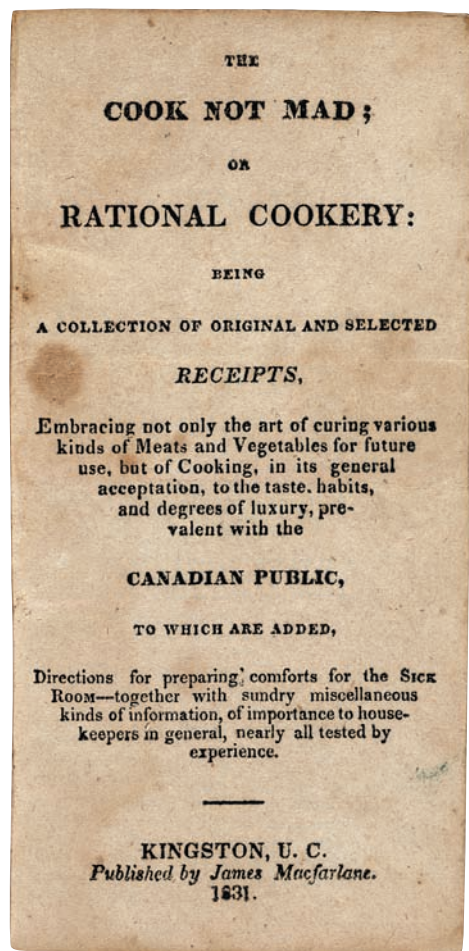 THE
COOK NOT MAD;
OR
RATIONAL COOKERY:
BEING
A COLLECTION OF ORIGINAL AND SELECTED
RECEIPTS,
Embracing not only the art of curing various
kinds of Meats and Vegetables for future
use, but of Cooking, in its general
acceptation, to the taste. habits,
and degrees of luxury, pre-
valent with the
CANADIAN PUBLIC,
TO WHICH ARE ADDED,
Directions for preparing comforts for the SICK
ROOM—together with sundry miscellaneous
kinds of information, of importance to house-
keepers in general, nearly all tested by
experience.
KINGSTON, U. C.
Published by James Macfarlane.
1831.